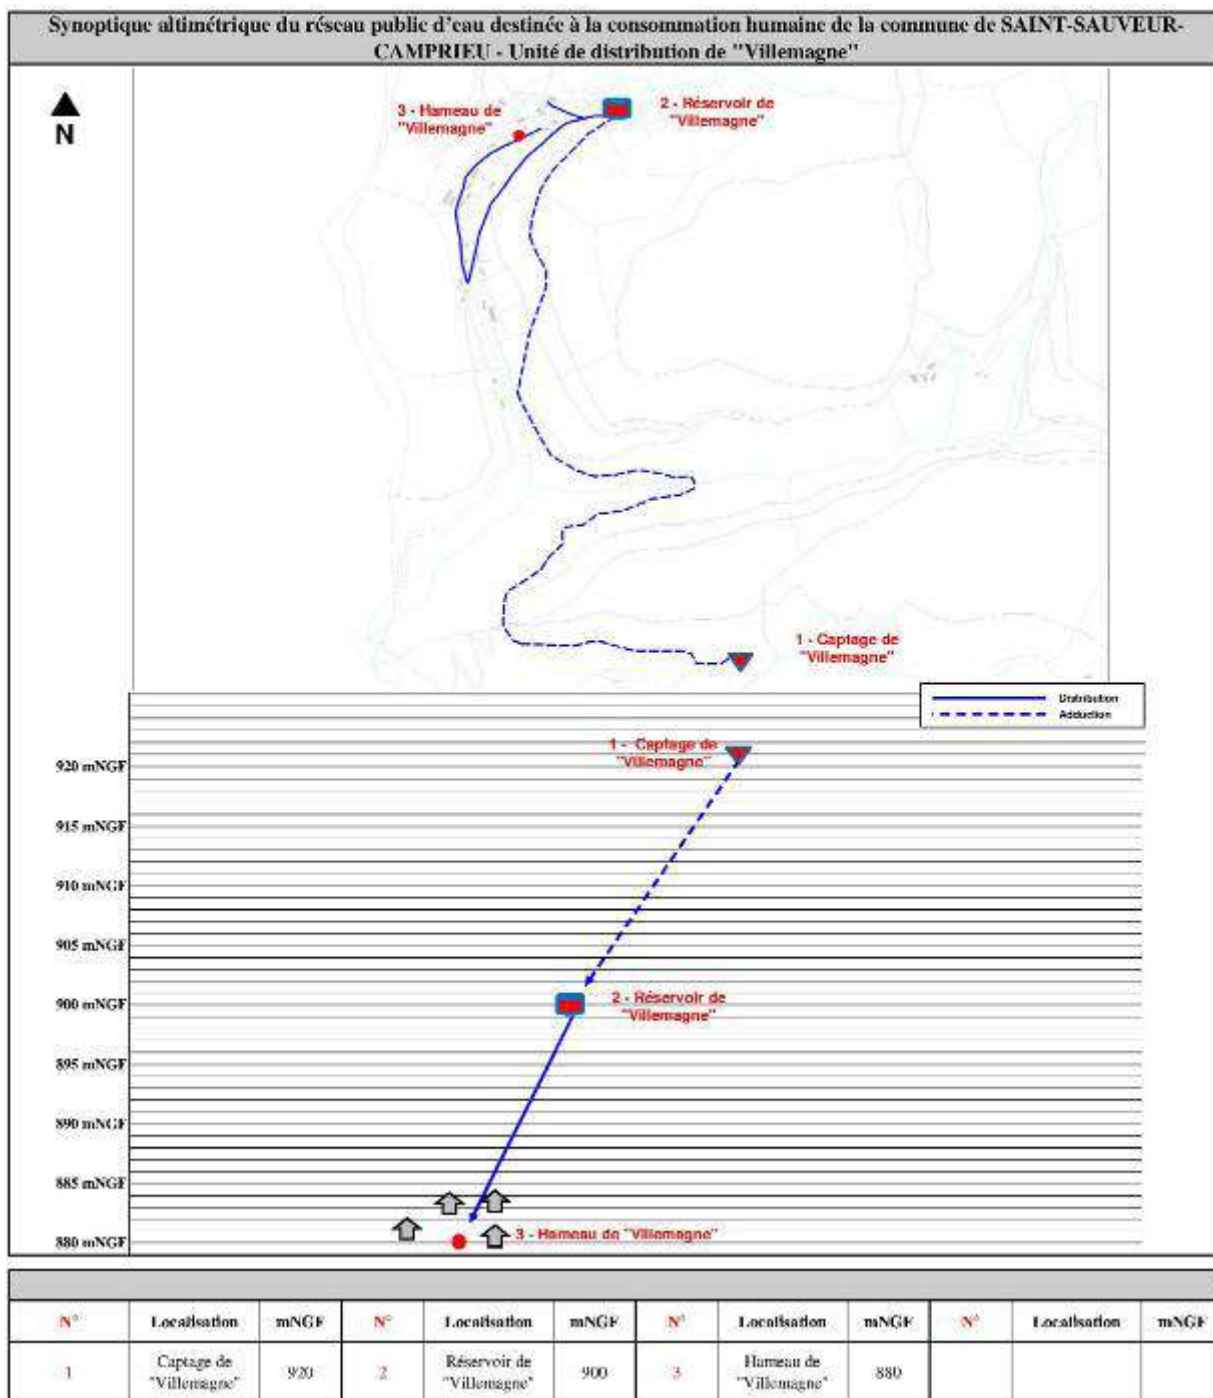 Synoptique altimétrique du réseau public d'eau destinée à la consommation humaine de la commune de SAINT-SAUVEUR-
CAMPRIEU - Unité de distribution de "Villemagne"
N
3 - Hameau de
"Villemagne"
2 - Réservoir de
"Villemagne"
1 - Captage de
"Villemagne"
Distribution
Adduction
1 - Captage de
"Villemagne"
920 mNGF
915 mNGF
910 mNGF
905 mNGF
900 mNGF
2 - Réservoir de
"Villemagne"
895 mNGF
890 mNGF
885 mNGF
880 mNGF
3 - Hameau de "Villemagne"
N° Localisation mNGF N° Localisation mNGF N° Localisation mNGF N° Localisation mNGF
1 Captage de "Villemagne" 920 2 Réservoir de "Villemagne" 900 3 Hameau de "Villemagne" 880